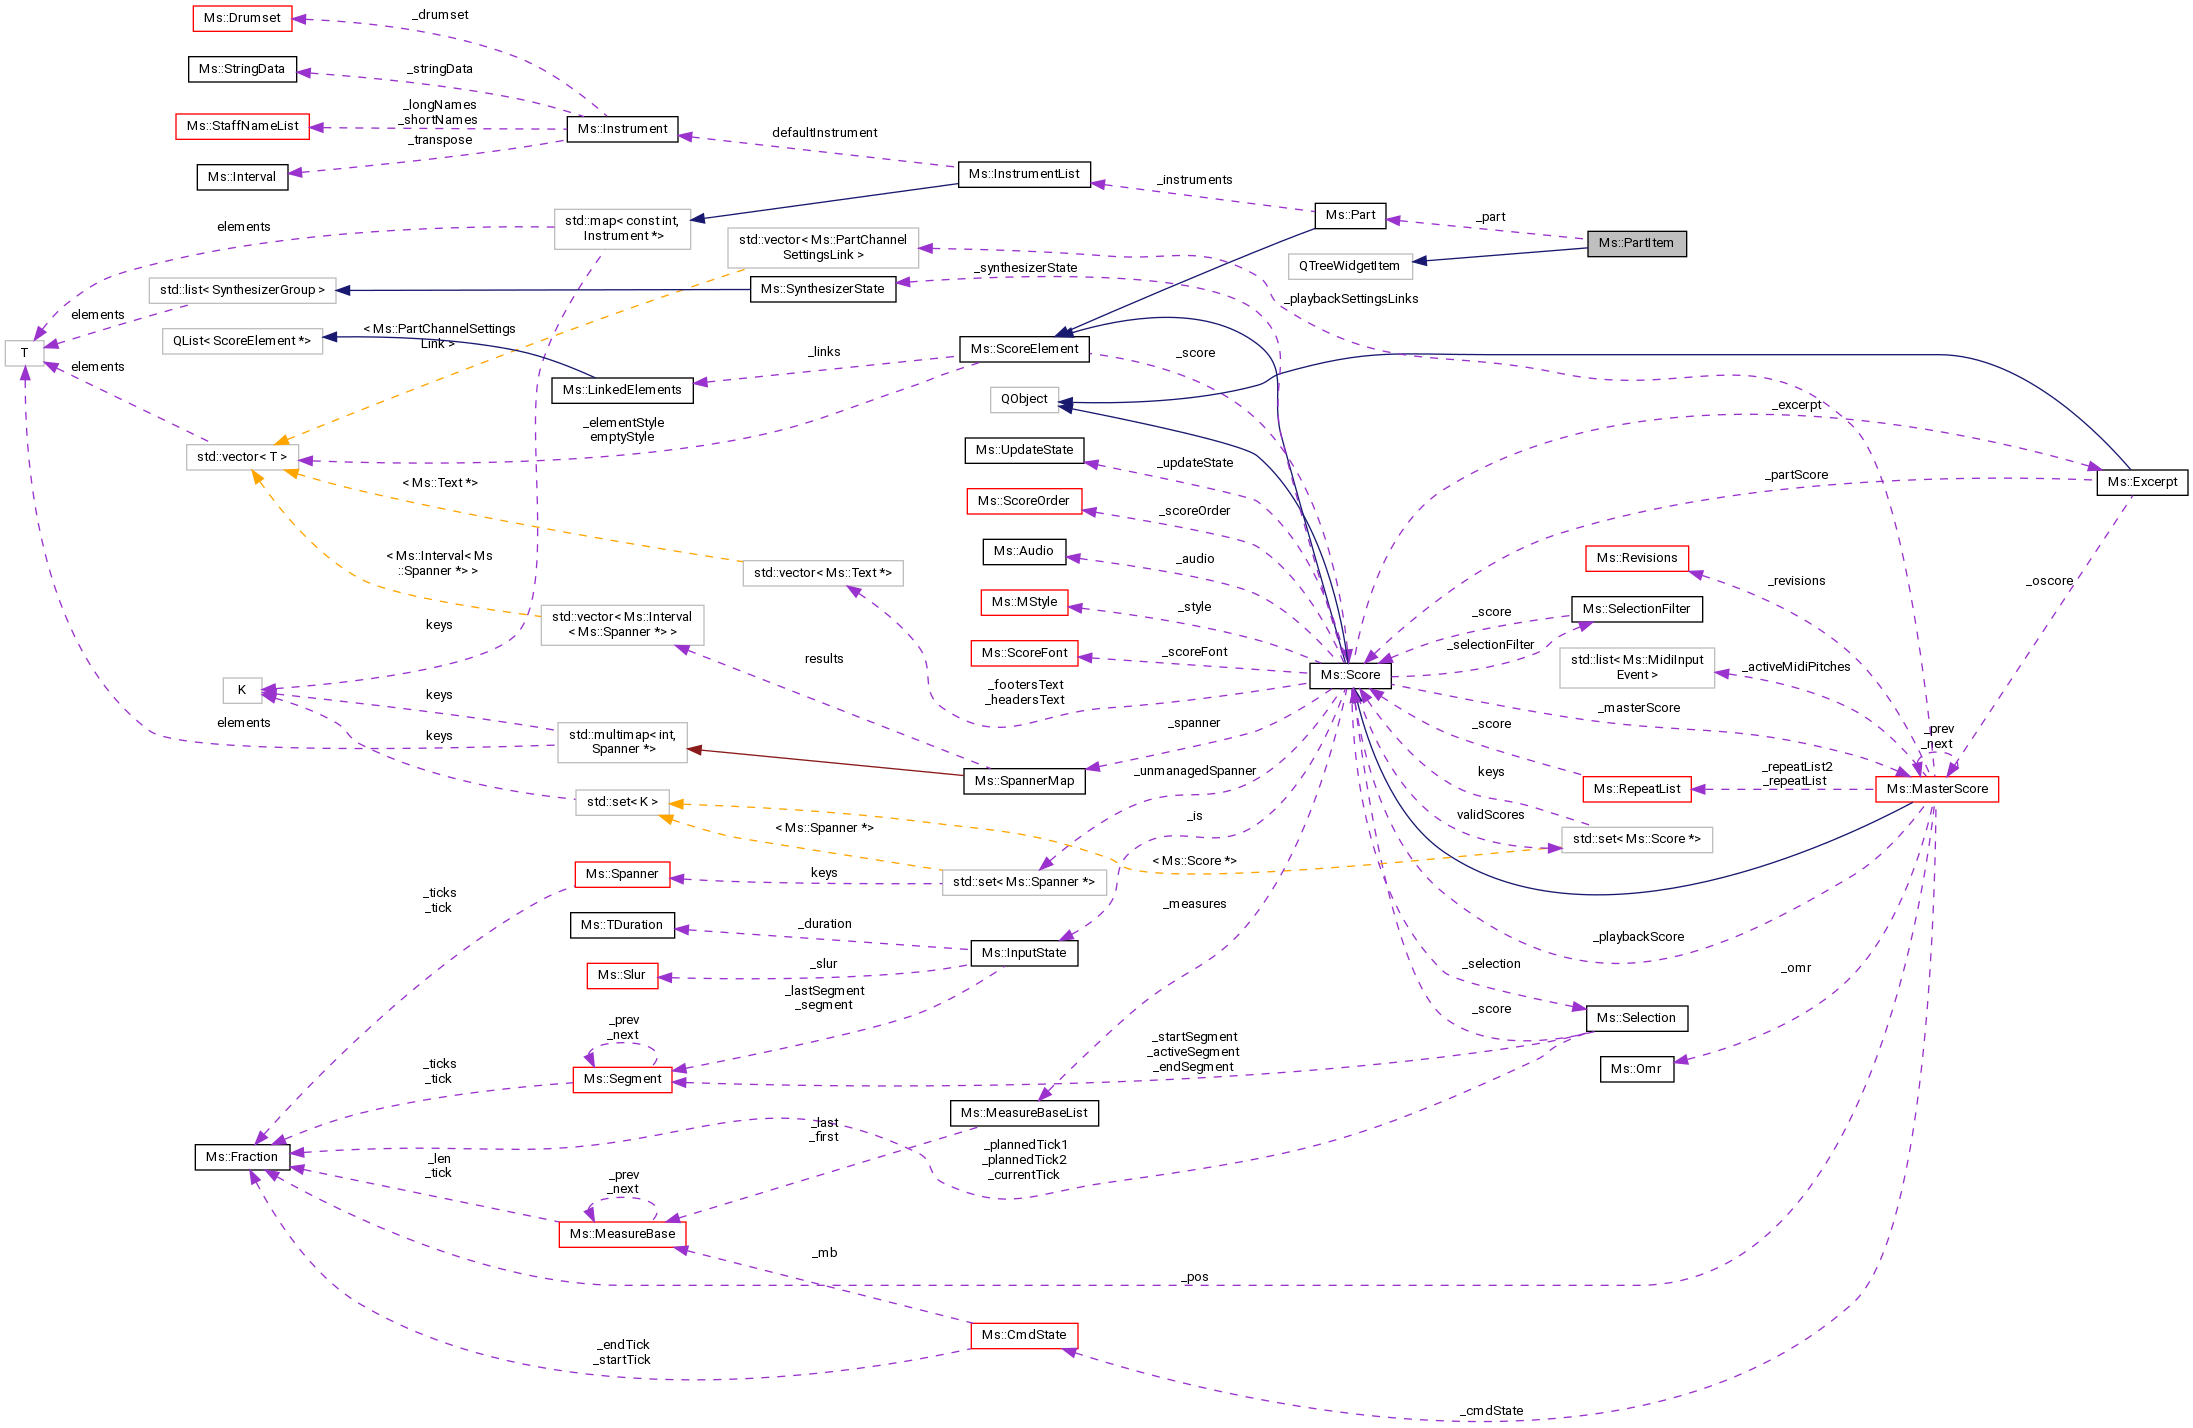 Ms::Drumset
_drumset
Ms::StringData
_stringData
Ms::StaffNameList
_longNames
_shortNames
Ms::Instrument
_transpose
Ms::Interval
defaultInstrument
Ms::InstrumentList
_instruments
Ms::Part
_part
Ms::PartItem
QTreeWidgetItem
elements
std::map< const int,
Instrument *>
std::vector< Ms::PartChannel
SettingsLink >
_synthesizerState
Ms::SynthesizerState
_playbackSettingsLinks
std::list< SynthesizerGroup >
elements
QList< ScoreElement *>
< Ms::PartChannelSettings
Link >
T
elements
_links
Ms::ScoreElement
_score
Ms::LinkedElements
QObject
_excerpt
_elementStyle
emptyStyle
std::vector< T >
Ms::UpdateState
_updateState
_partScore
Ms::Excerpt
< Ms::Text *>
Ms::ScoreOrder
_scoreOrder
Ms::Audio
_audio
< Ms::Interval< Ms
::Spanner *> >
std::vector< Ms::Text *>
Ms::Revisions
_revisions
_oscore
Ms::MStyle
_style
_score
Ms::SelectionFilter
std::vector< Ms::Interval
< Ms::Spanner *> >
keys
results
Ms::ScoreFont
_scoreFont
_selectionFilter
std::list< Ms::MidiInput
Event >
_activeMidiPitches
Ms::Score
_footersText
_headersText
K
keys
_masterScore
elements
keys
std::multimap< int,
Spanner *>
_spanner
_score
_prev
_next
Ms::SpannerMap
_unmanagedSpanner
keys
_repeatList2
_repeatList
Ms::RepeatList
Ms::MasterScore
std::set< K >
_is
validScores
< Ms::Spanner *>
std::set< Ms::Score *>
< Ms::Score *>
Ms::Spanner
keys
std::set< Ms::Spanner *>
_ticks
_tick
_measures
Ms::TDuration
_duration
Ms::InputState
_playbackScore
Ms::Slur
_slur
_selection
_omr
_lastSegment
_segment
_score
Ms::Selection
_prev
_next
_startSegment
_activeSegment
_endSegment
_ticks
_tick
Ms::Segment
Ms::Omr
Ms::MeasureBaseList
_last
_first
Ms::Fraction
_len
_tick
_plannedTick1
_plannedTick2
_currentTick
_prev
_next
Ms::MeasureBase
_mb
_pos
Ms::CmdState
_endTick
_startTick
_cmdState